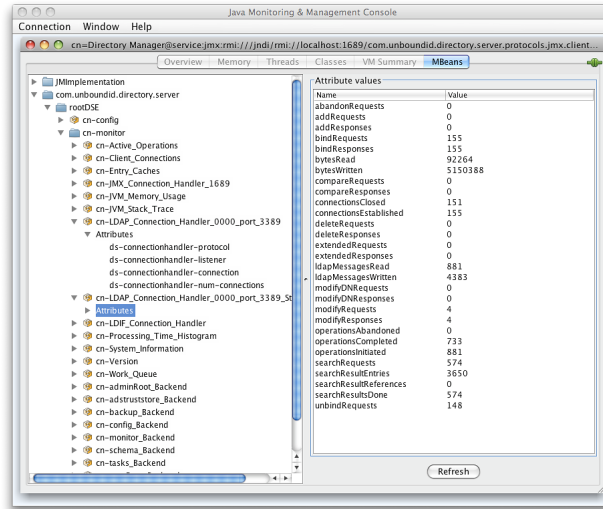 Java Monitoring & Management Console
Connection Window Help
cn=Directory Manager@service:jmx:rmi:///jndi/rmi://localhost:1689/com.unboundid.directory.server.protocols.jmx.client...
Overview Memory Threads Classes VM Summary MBeans
JMImplementation
com.unboundid.directory.server
rootDSE
cn-config
cn-monitor
cn-Active_Operations
cn-Client_Connections
cn-Entry_Caches
cn-JMX_Connection_Handler_1689
cn-JVM_Memory_Usage
cn-JVM_Stack_Trace
cn-LDAP_Connection_Handler_0000_port_3389
Attributes
ds-connectionhandler-protocol
ds-connectionhandler-listener
ds-connectionhandler-connection
ds-connectionhandler-num-connections
cn-LDAP_Connection_Handler_0000_port_3389_St
Attributes
cn-LDIF_Connection_Handler
cn-Processing_Time_Histogram
cn-System_Information
cn-Version
cn-Work_Queue
cn-adminRoot_Backend
cn-adstruststore_Backend
cn-backup_Backend
cn-config_Backend
cn-monitor_Backend
cn-schema_Backend
cn-tasks_Backend
Attribute values
Name Value
abandonRequests 0
addRequests 0
addResponses 0
bindRequests 155
bindResponses 155
bytesRead 92264
bytesWritten 5150388
compareRequests 0
compareResponses 0
connectionsClosed 151
connectionsEstablished 155
deleteRequests 0
deleteResponses 0
extendedRequests 0
extendedResponses 0
ldapMessagesRead 881
ldapMessagesWritten 4383
modifyDNRequests 0
modifyDNResponses 0
modifyRequests 4
modifyResponses 4
operationsAbandoned 0
operationsCompleted 733
operationsInitiated 881
searchRequests 574
searchResultEntries 3650
searchResultReferences 0
searchResultsDone 574
unbindRequests 148
Refresh